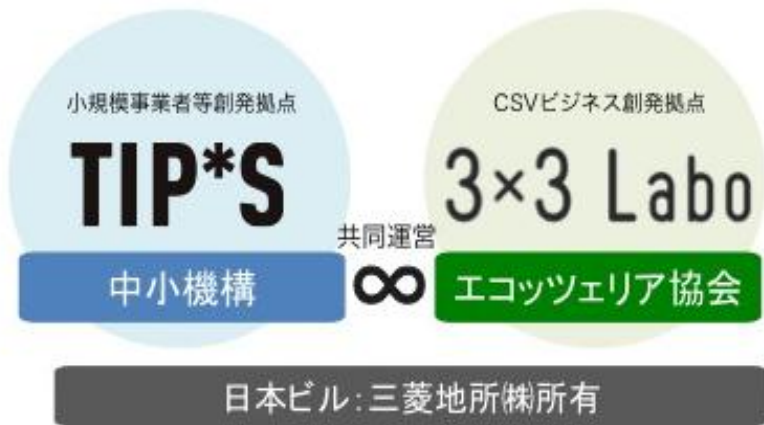 小規模事業者等創発拠点
TIP*S
中小機構
共同運営
∞
CSVビジネス創発拠点
3×3 Labo
エコッツェリア協会
日本ビル:三菱地所㈱所有